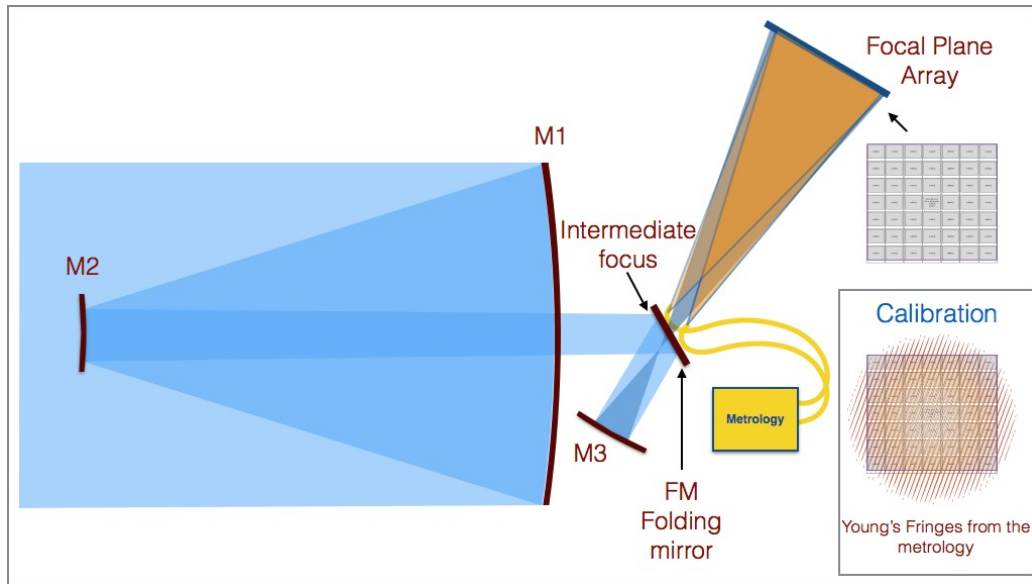 Focal Plane
Array
M1
Intermediate
focus
M2
Calibration
Metrology
M3
FM
Folding
mirror
Young's Fringes from the
metrology